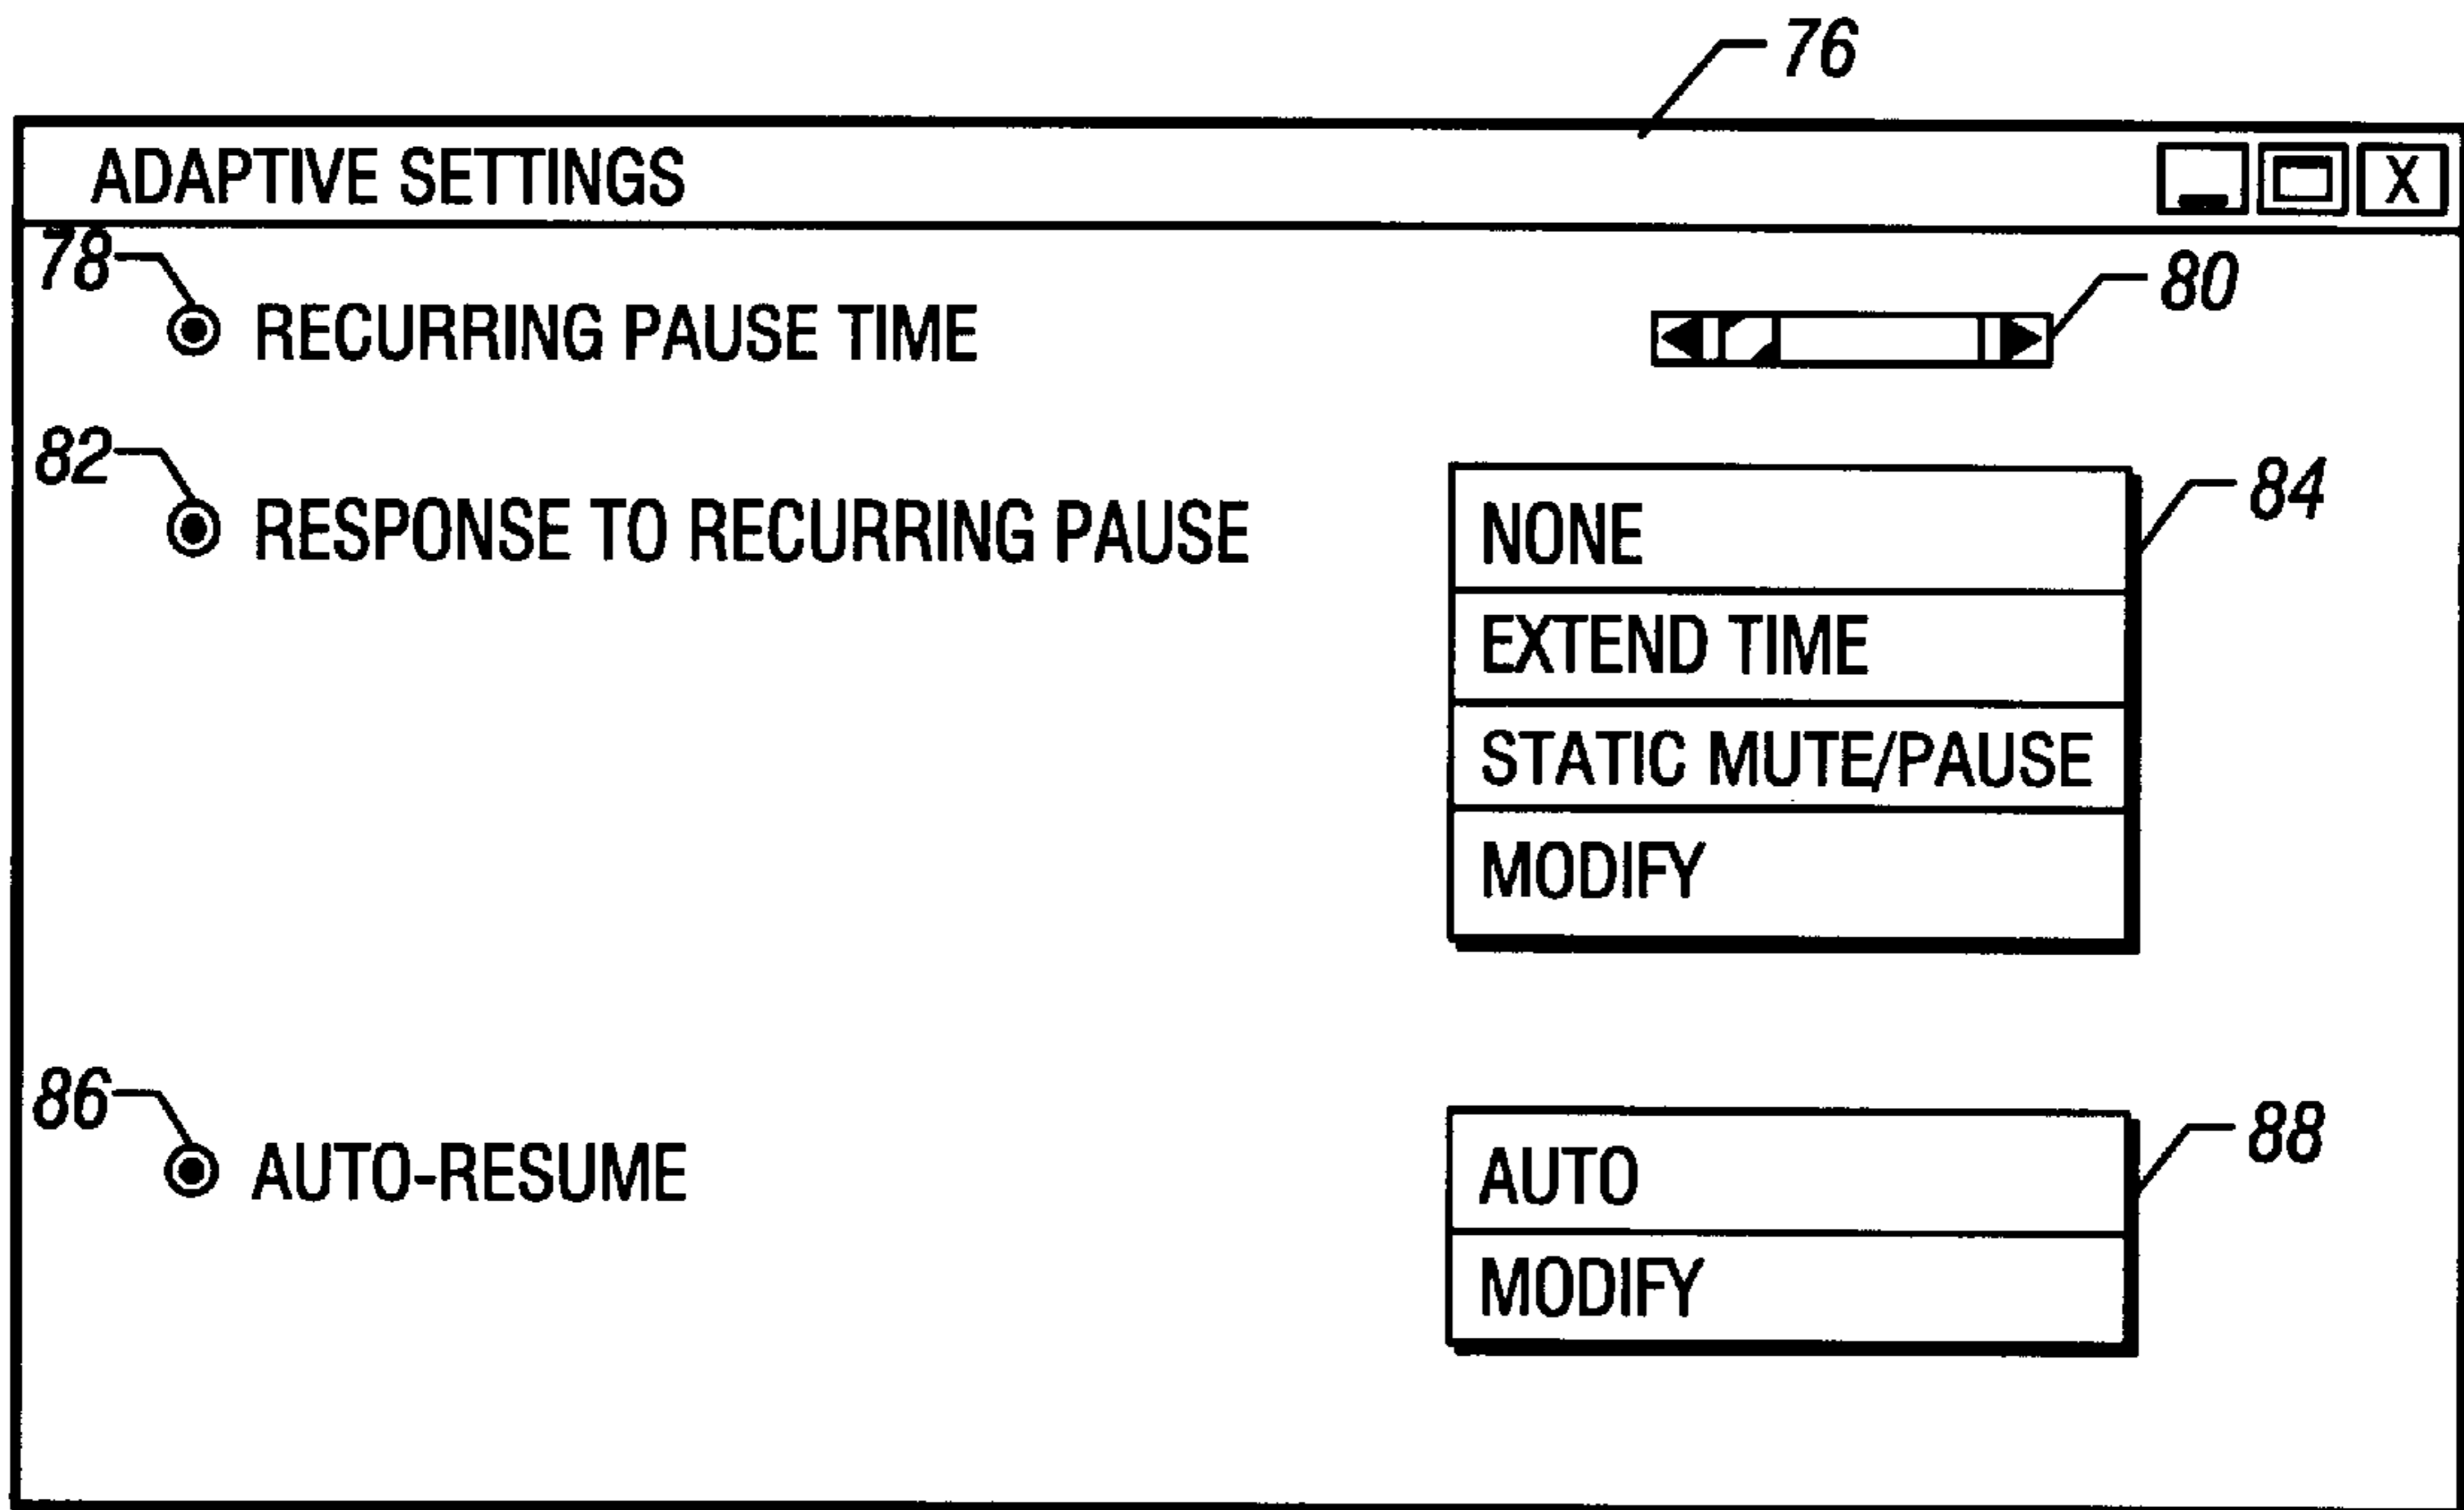 76
ADAPTIVE SETTINGS X
78
RECURRING PAUSE TIME
80
82
RESPONSE TO RECURRING PAUSE
84
NONE
EXTEND TIME
STATIC MUTE/PAUSE
MODIFY
86
AUTO-RESUME
88
AUTO
MODIFY